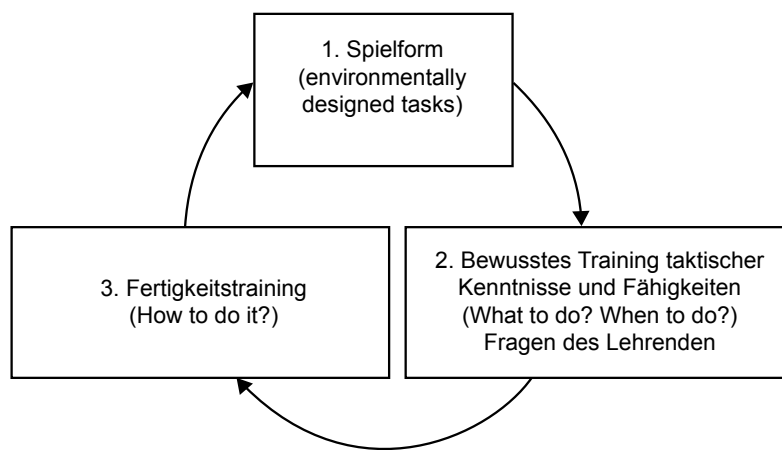 1. Spielform
(environmentally
designed tasks)
2. Bewusstes Training taktischer
Kenntnisse und Fähigkeiten
(What to do? When to do?)
Fragen des Lehrenden
3. Fertigkeitstraining
(How to do it?)